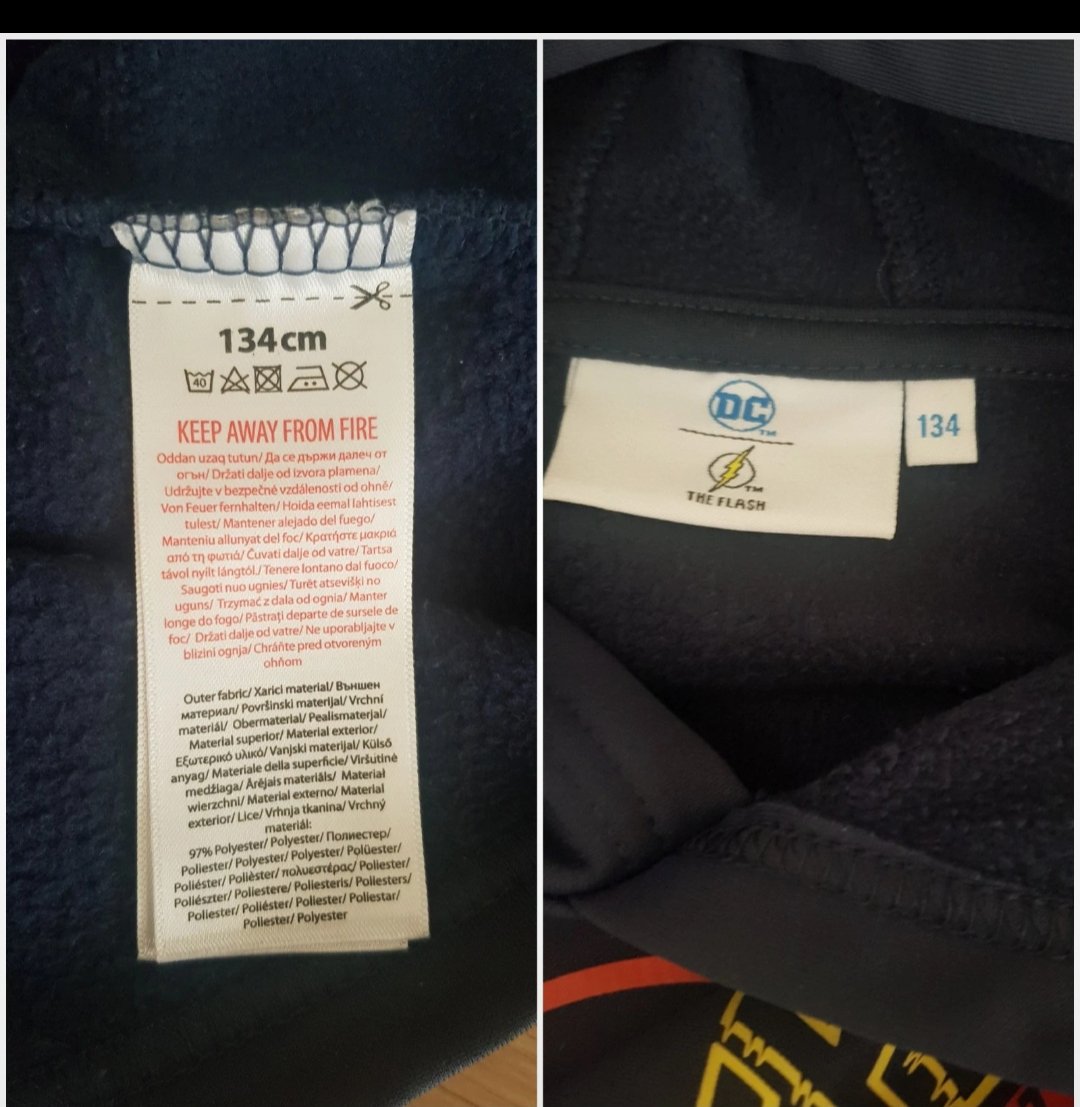 134cm
40
KEEP AWAY FROM FIRE
Oddan uzaq tutun/ Да се държи далеч от
огън/ Držati dalje od izvora plamena/
Udržujte v bezpečné vzdálenosti od ohně/
Von Feuer fernhalten/ Hoida eemal lahtisest
tulest/ Mantener alejado del fuego/
Manteniu allunyat del foc/ Κρατήστε μακριά
από τη φωτιά/ Čuvati dalje od vatre/ Tartsa
távol nyílt lángtól./ Tenere lontano dal fuoco/
Saugoti nuo ugnies/ Turēt atsevišķi no
uguns/ Trzymać z dala od ognia/ Manter
longe do fogo/ Păstrați departe de sursele de
foc/ Držati dalje od vatre/ Ne uporabljajte v
blizini ognja/ Chráňte pred otvoreným
ohňom
Outer fabric/ Xarici material/ Външен
материал/ Površinski materijal/ Vrchní
materiál/ Obermaterial/ Pealismaterjal/
Material superior/ Material exterior/
Εξωτερικό υλικό/ Vanjski materijal/ Külső
anyag/ Materiale della superficie/ Viršutinė
medžiaga/ Ārējais materiāls/ Materiał
wierzchni/ Material externo/ Material
exterior/ Lice/ Vrhnja tkanina/ Vrchný
materiál:
97% Polyester/ Polyester/ Полиестер/
Poliester/ Polyester/ Polyester/ Polüester/
Poliéster/ Polièster/ πολυεστέρας/ Poliester/
Poliészter/ Poliestere/ Poliesteris/ Poliesters/
Poliester/ Poliéster/ Poliester/ Poliestar/
Poliester/ Polyester
DC™
THE FLASH™
134